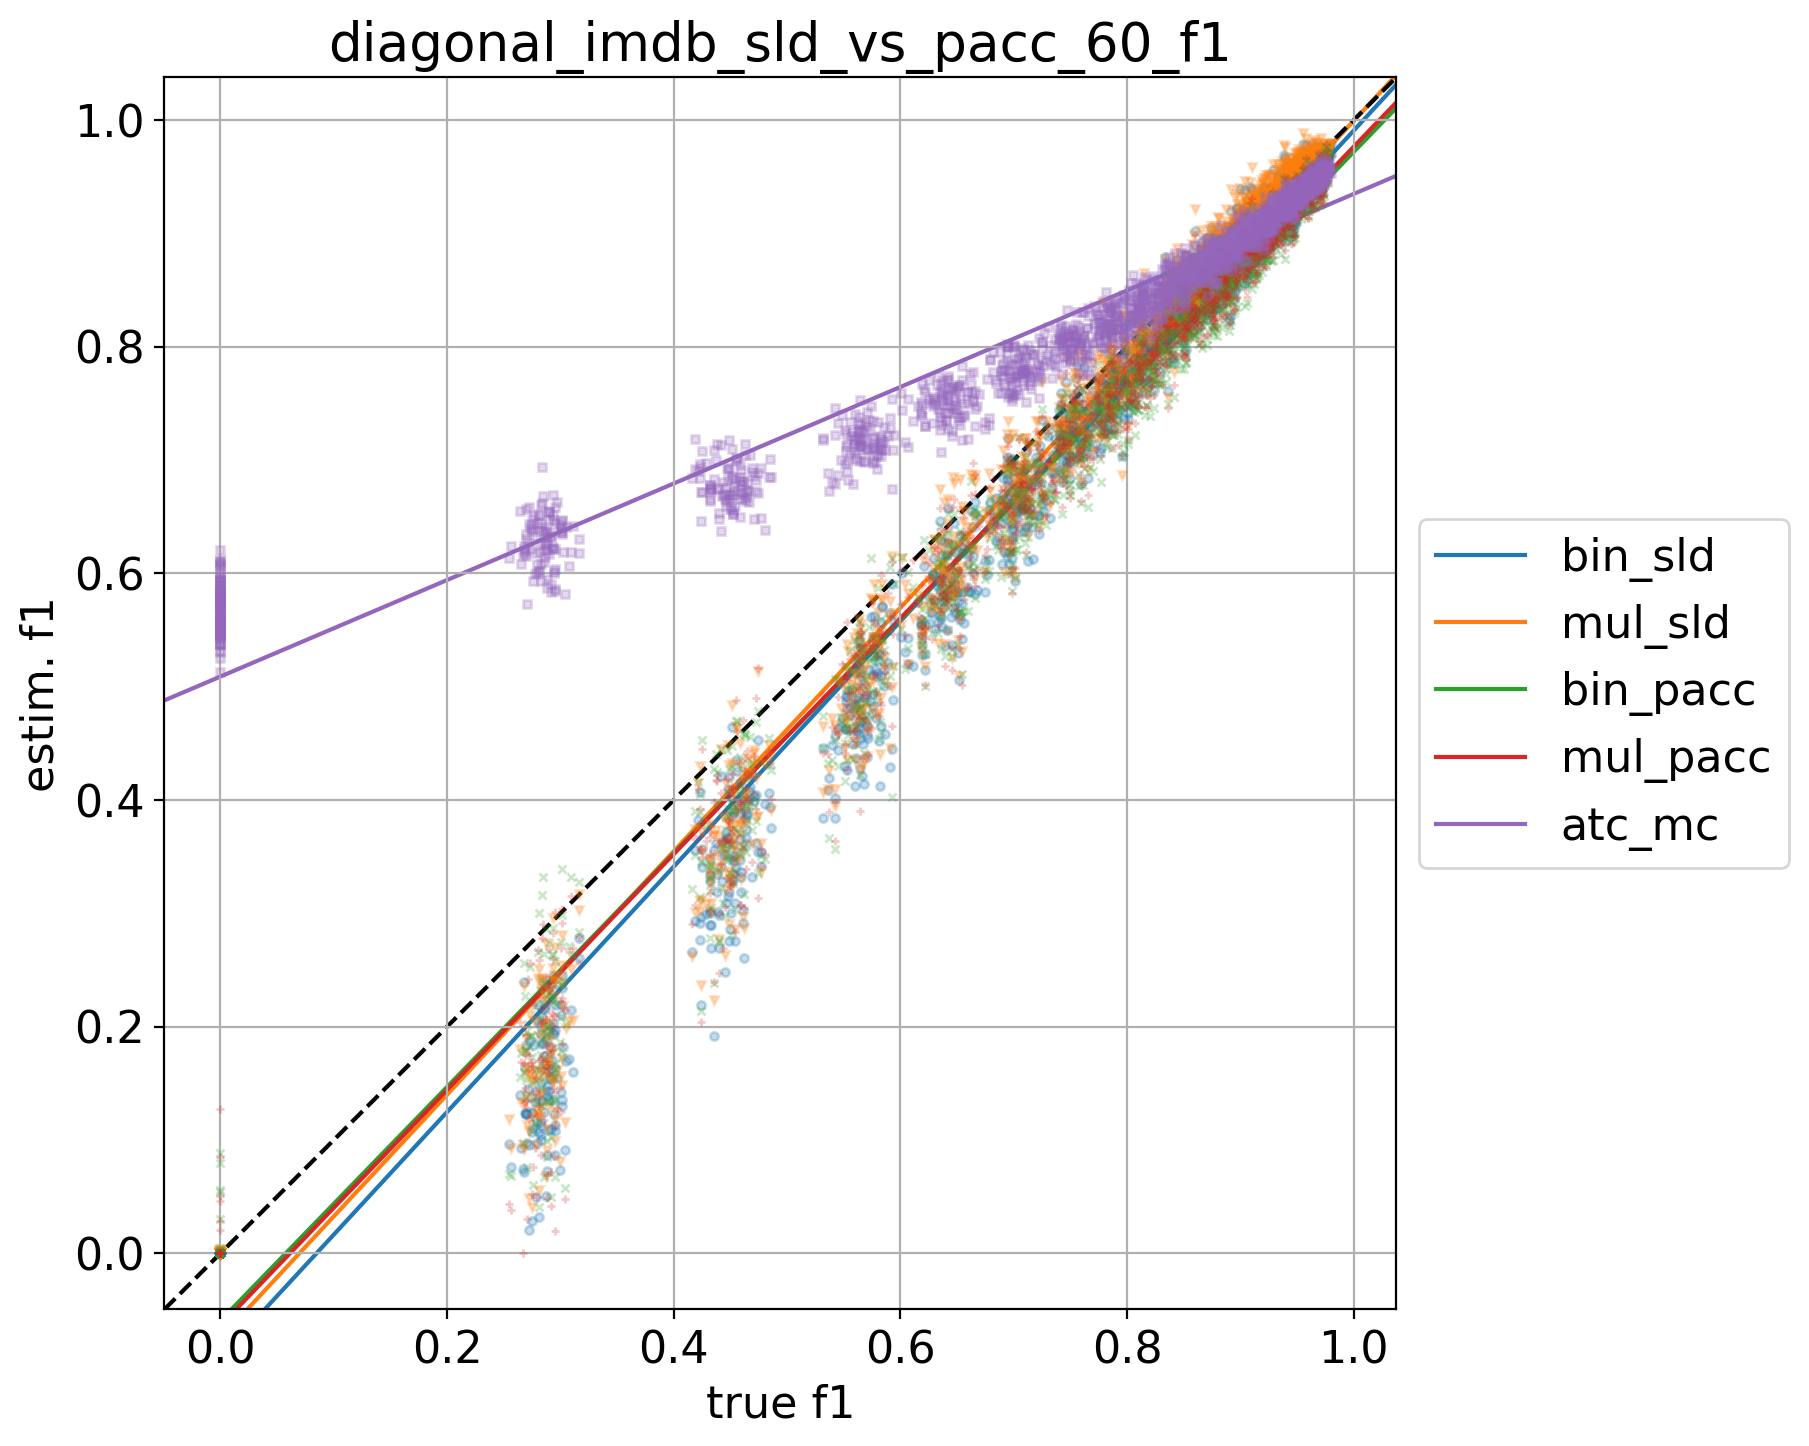 diagonal_imdb_sld_vs_pacc_60_f1
1.0
0.8
0.6
0.4
0.2
0.0
estim. f1
0.0 0.2 0.4 0.6 0.8 1.0
true f1
bin_sld
mul_sld
bin_pacc
mul_pacc
atc_mc